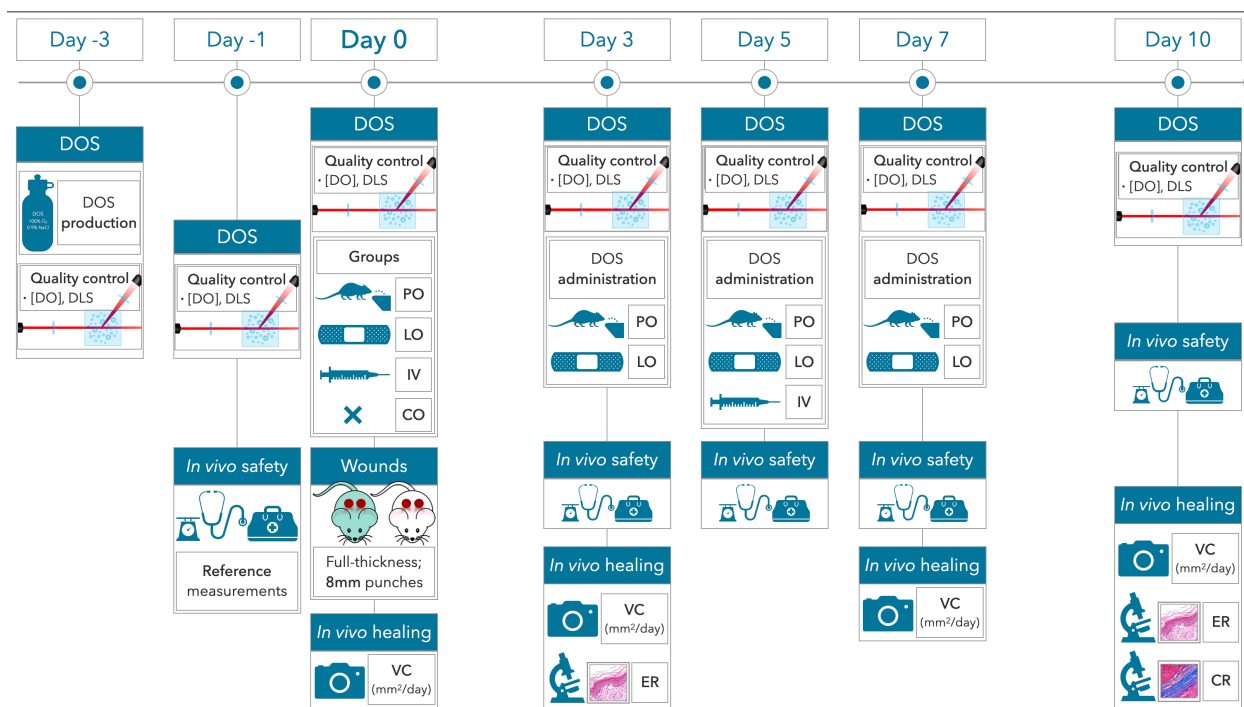 Day -3
DOS
DOS
100% O₂
0.9% NaCl
DOS
production
Quality control
· [DO], DLS
Day -1
DOS
Quality control
· [DO], DLS
In vivo safety
Reference
measurements
Day 0
DOS
Quality control
· [DO], DLS
Groups
PO
LO
IV
CO
Wounds
Full-thickness;
8mm punches
In vivo healing
VC
(mm²/day)
Day 3
DOS
Quality control
· [DO], DLS
DOS
administration
PO
LO
In vivo safety
In vivo healing
VC
(mm²/day)
ER
Day 5
DOS
Quality control
· [DO], DLS
DOS
administration
PO
LO
IV
In vivo safety
Day 7
DOS
Quality control
· [DO], DLS
DOS
administration
PO
LO
In vivo safety
In vivo healing
VC
(mm²/day)
Day 10
DOS
Quality control
· [DO], DLS
In vivo safety
In vivo healing
VC
(mm²/day)
ER
CR